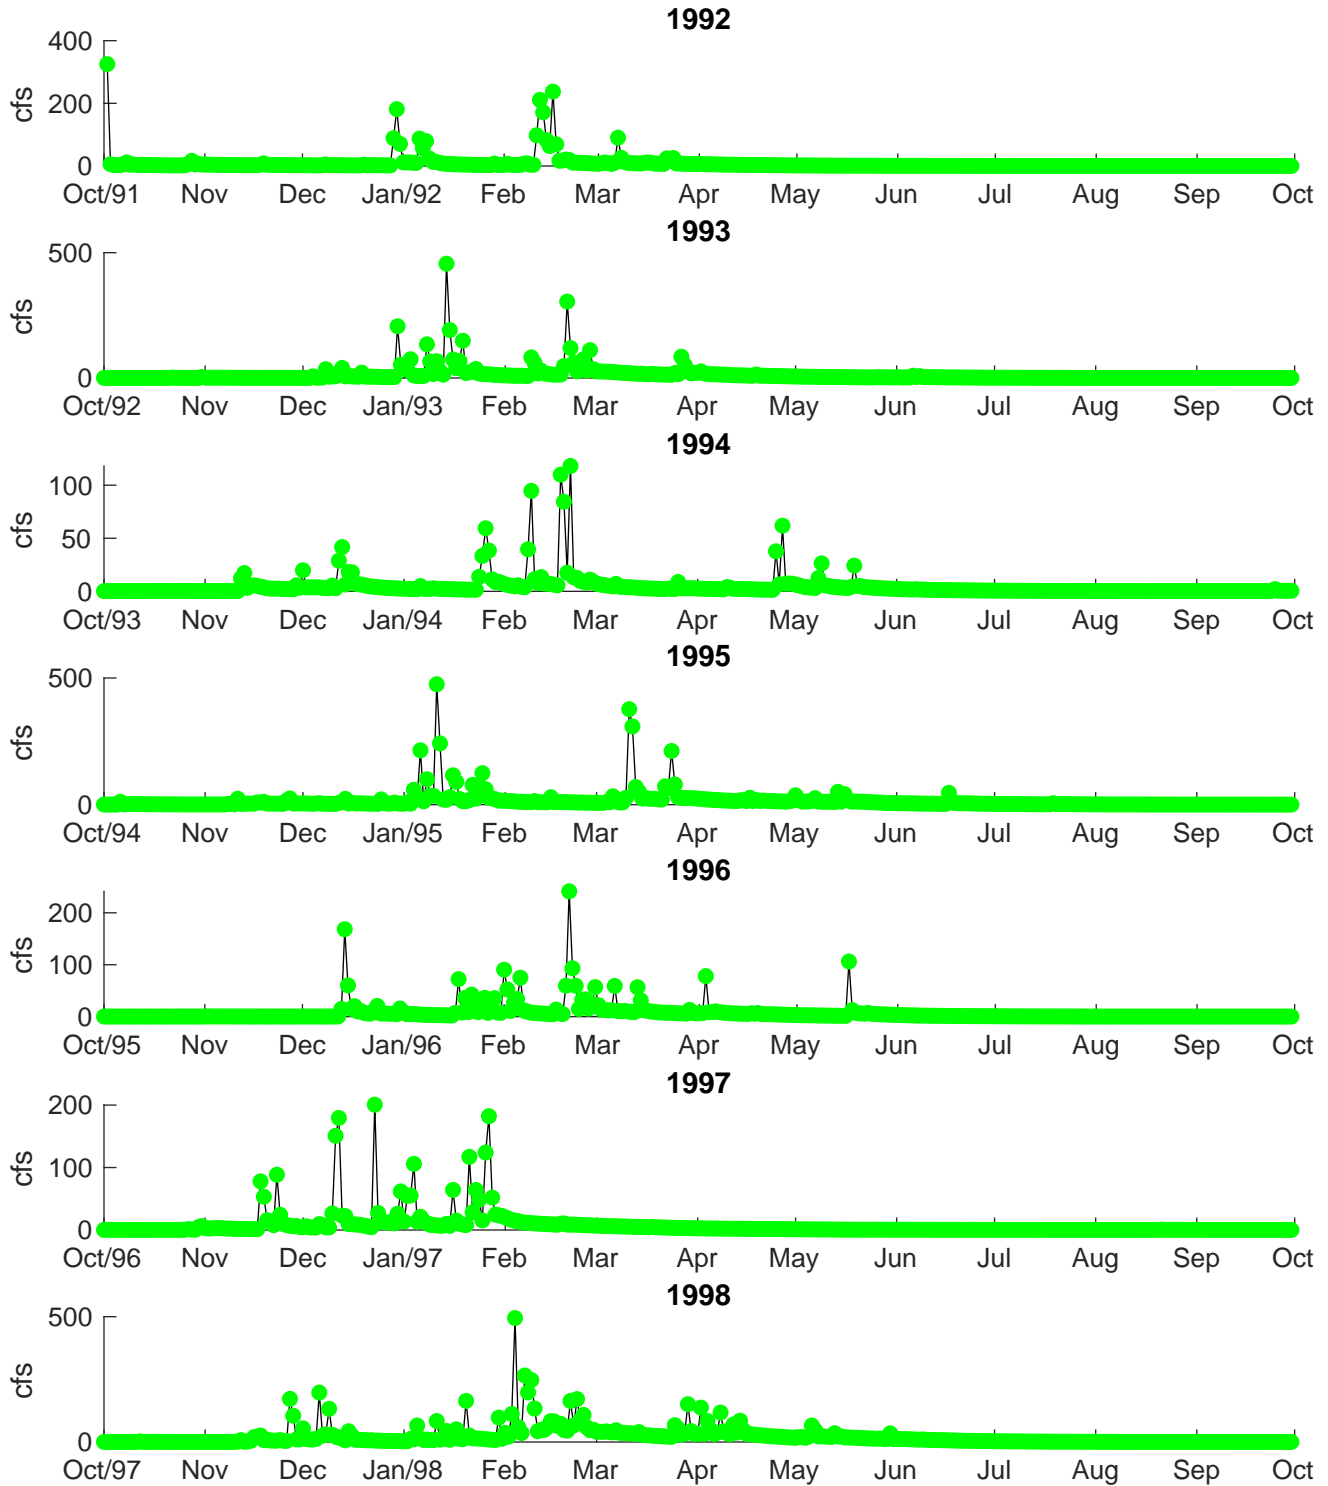 1992
400
200
0
cfs
Oct/91 Nov Dec Jan/92 Feb Mar Apr May Jun Jul Aug Sep Oct
1993
500
0
cfs
Oct/92 Nov Dec Jan/93 Feb Mar Apr May Jun Jul Aug Sep Oct
1994
100
50
0
cfs
Oct/93 Nov Dec Jan/94 Feb Mar Apr May Jun Jul Aug Sep Oct
1995
500
0
cfs
Oct/94 Nov Dec Jan/95 Feb Mar Apr May Jun Jul Aug Sep Oct
1996
200
100
0
cfs
Oct/95 Nov Dec Jan/96 Feb Mar Apr May Jun Jul Aug Sep Oct
1997
200
100
0
cfs
Oct/96 Nov Dec Jan/97 Feb Mar Apr May Jun Jul Aug Sep Oct
1998
500
0
cfs
Oct/97 Nov Dec Jan/98 Feb Mar Apr May Jun Jul Aug Sep Oct